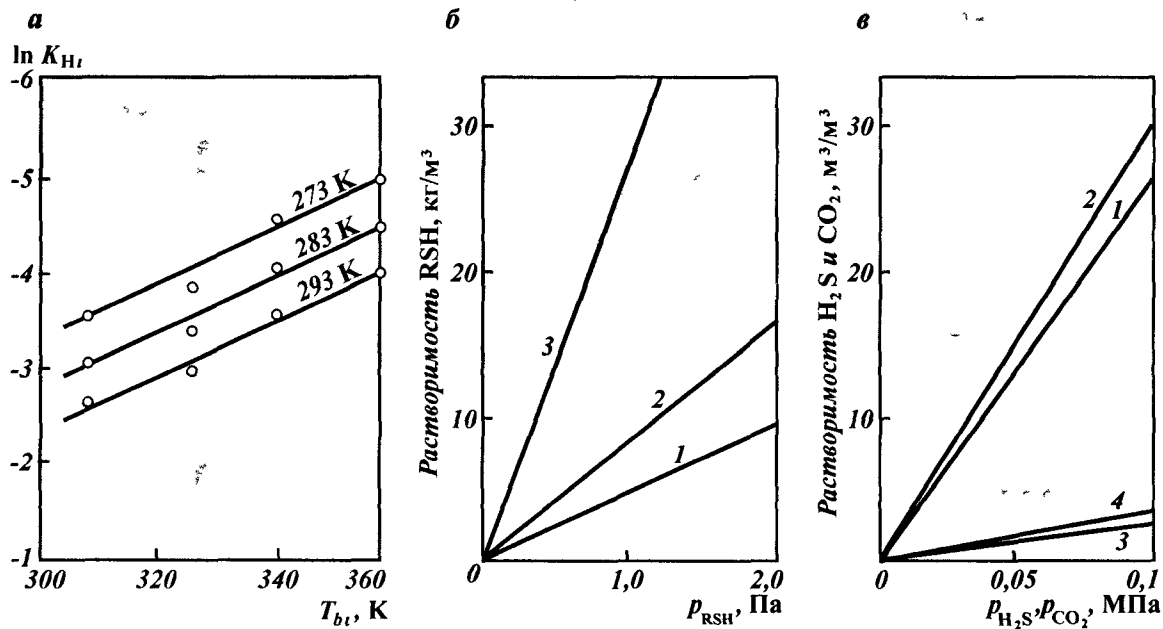 а
б
в
ln K_Hi
-6
-5
-4
-3
-2
-1
300
320
340
360
T_bi, К
273 К
283 К
293 К
Растворимость RSH, кг/м³
30
20
10
0
1,0
2,0
p_RSH, Па
3
2
1
Растворимость H₂S и CO₂, м³/м³
30
20
10
0
0,05
0,1
p_H₂S, p_CO₂, МПа
2
1
4
3